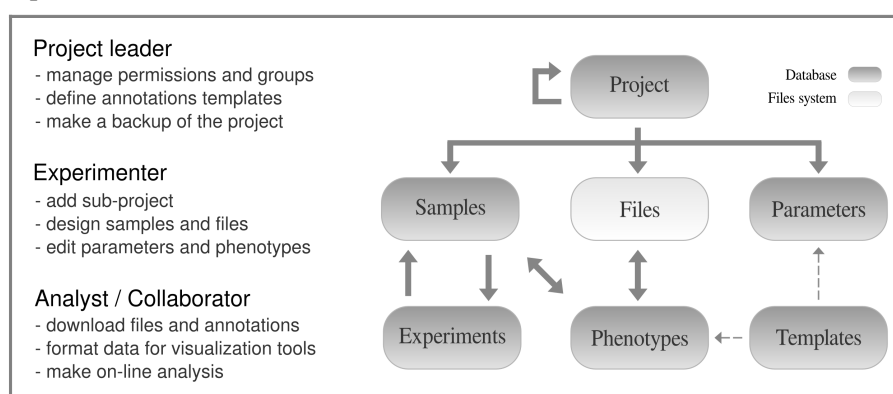 Project leader
- manage permissions and groups
- define annotations templates
- make a backup of the project
Experimenter
- add sub-project
- design samples and files
- edit parameters and phenotypes
Analyst / Collaborator
- download files and annotations
- format data for visualization tools
- make on-line analysis
Project
Database
Files system
Samples
Files
Parameters
Experiments
Phenotypes
Templates